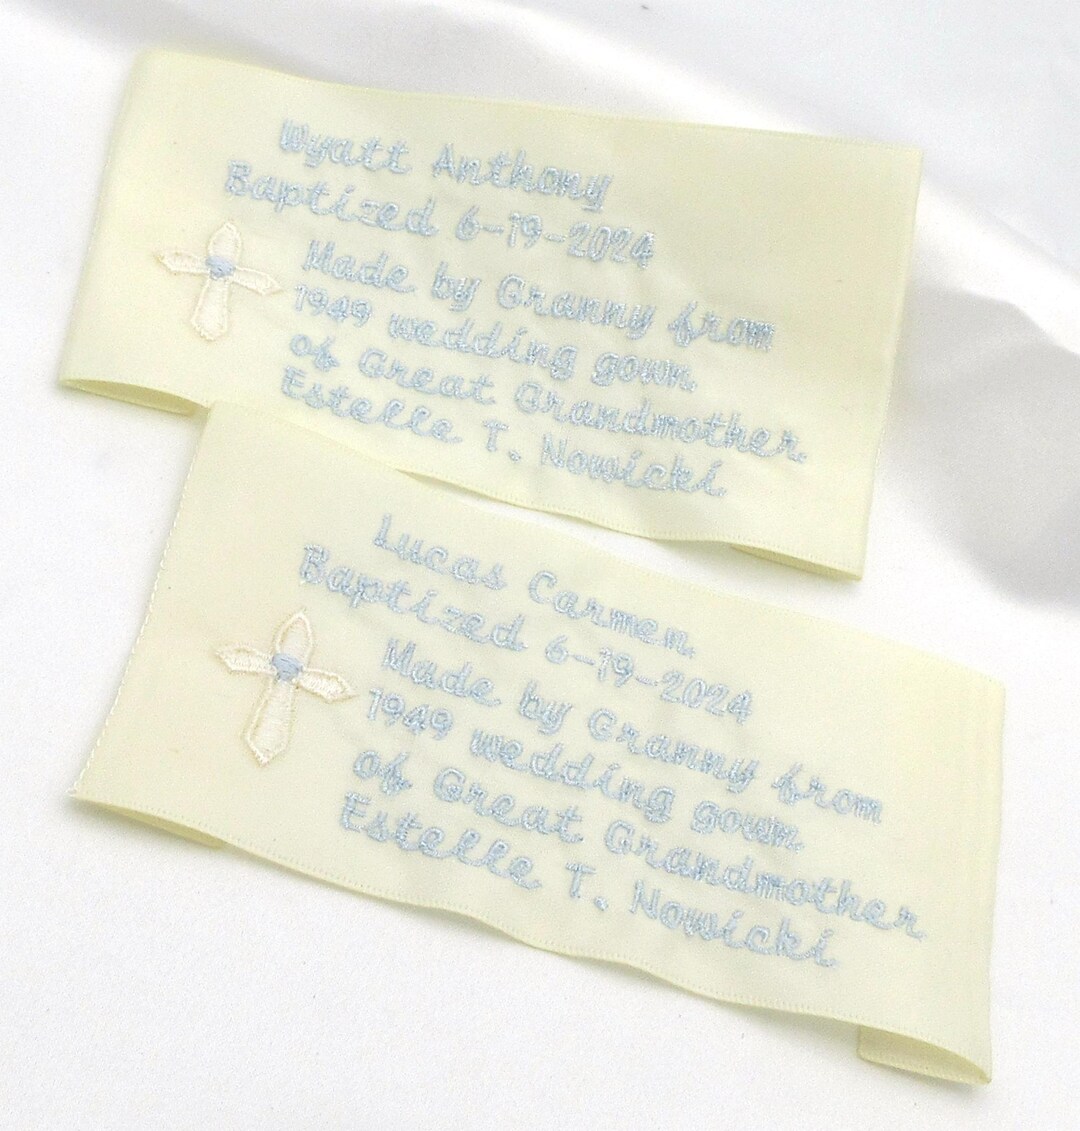 Wyatt Anthony
Baptized 6-19-2024
Made by Granny from
1949 wedding gown
of Great Grandmother
Estelle T. Nowicki
Lucas Carmen
Baptized 6-19-2024
Made by Granny from
1949 wedding gown
of Great Grandmother
Estelle T. Nowicki